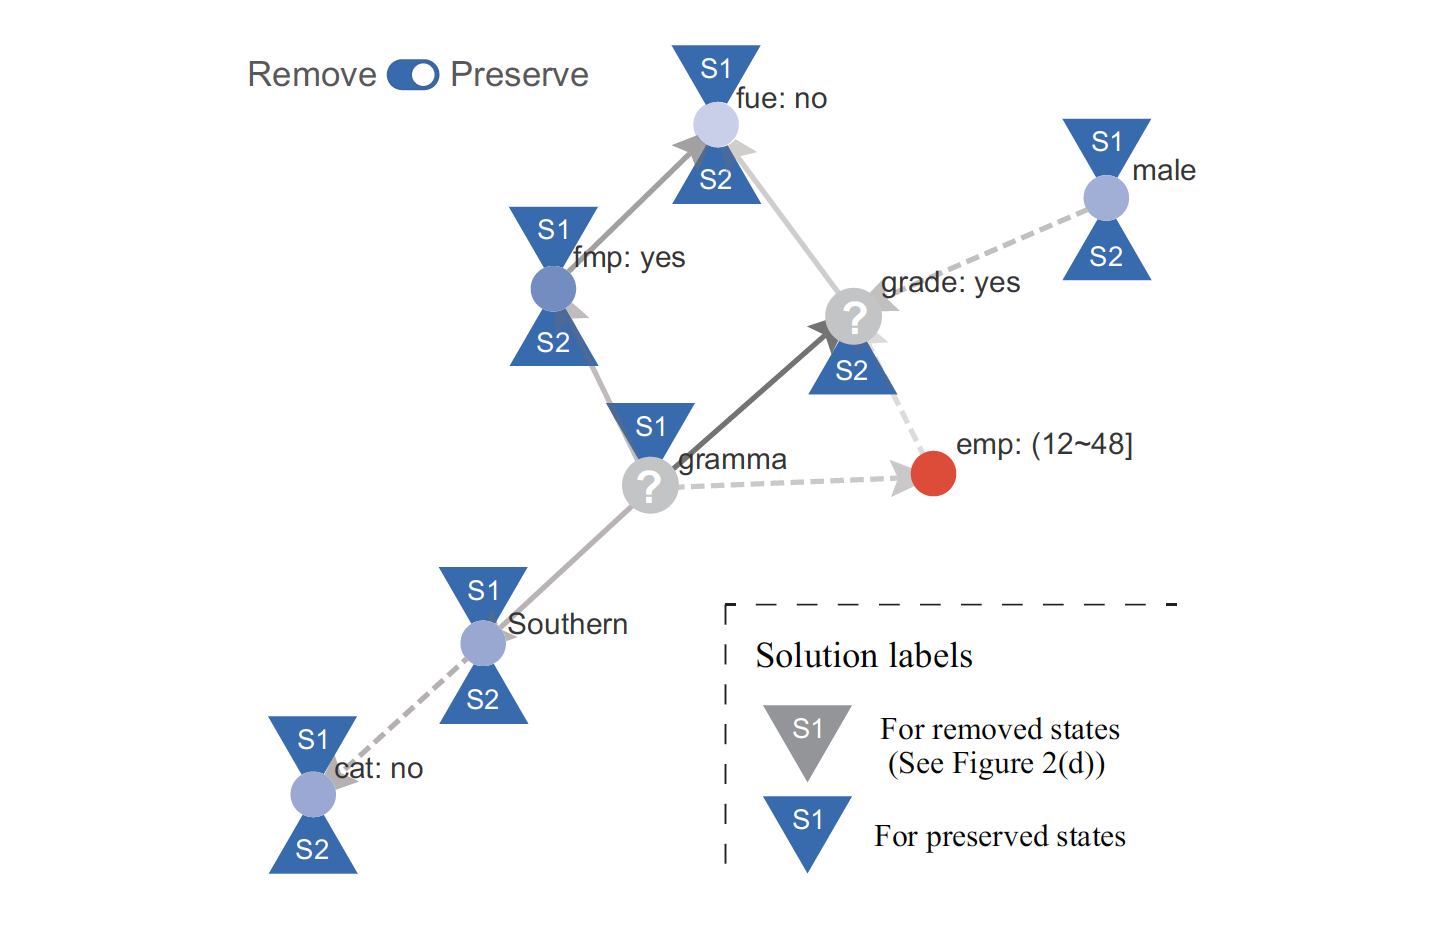 S1
Remove Preserve
fue: no
S2
S1
male
S2
S1
fmp: yes
S2
grade: yes
?
S2
S1
gramma
?
emp: (12~48]
S1
Southern
S2
S1
cat: no
S2
Solution labels
S1
For removed states
(See Figure 2(d))
S1
For preserved states